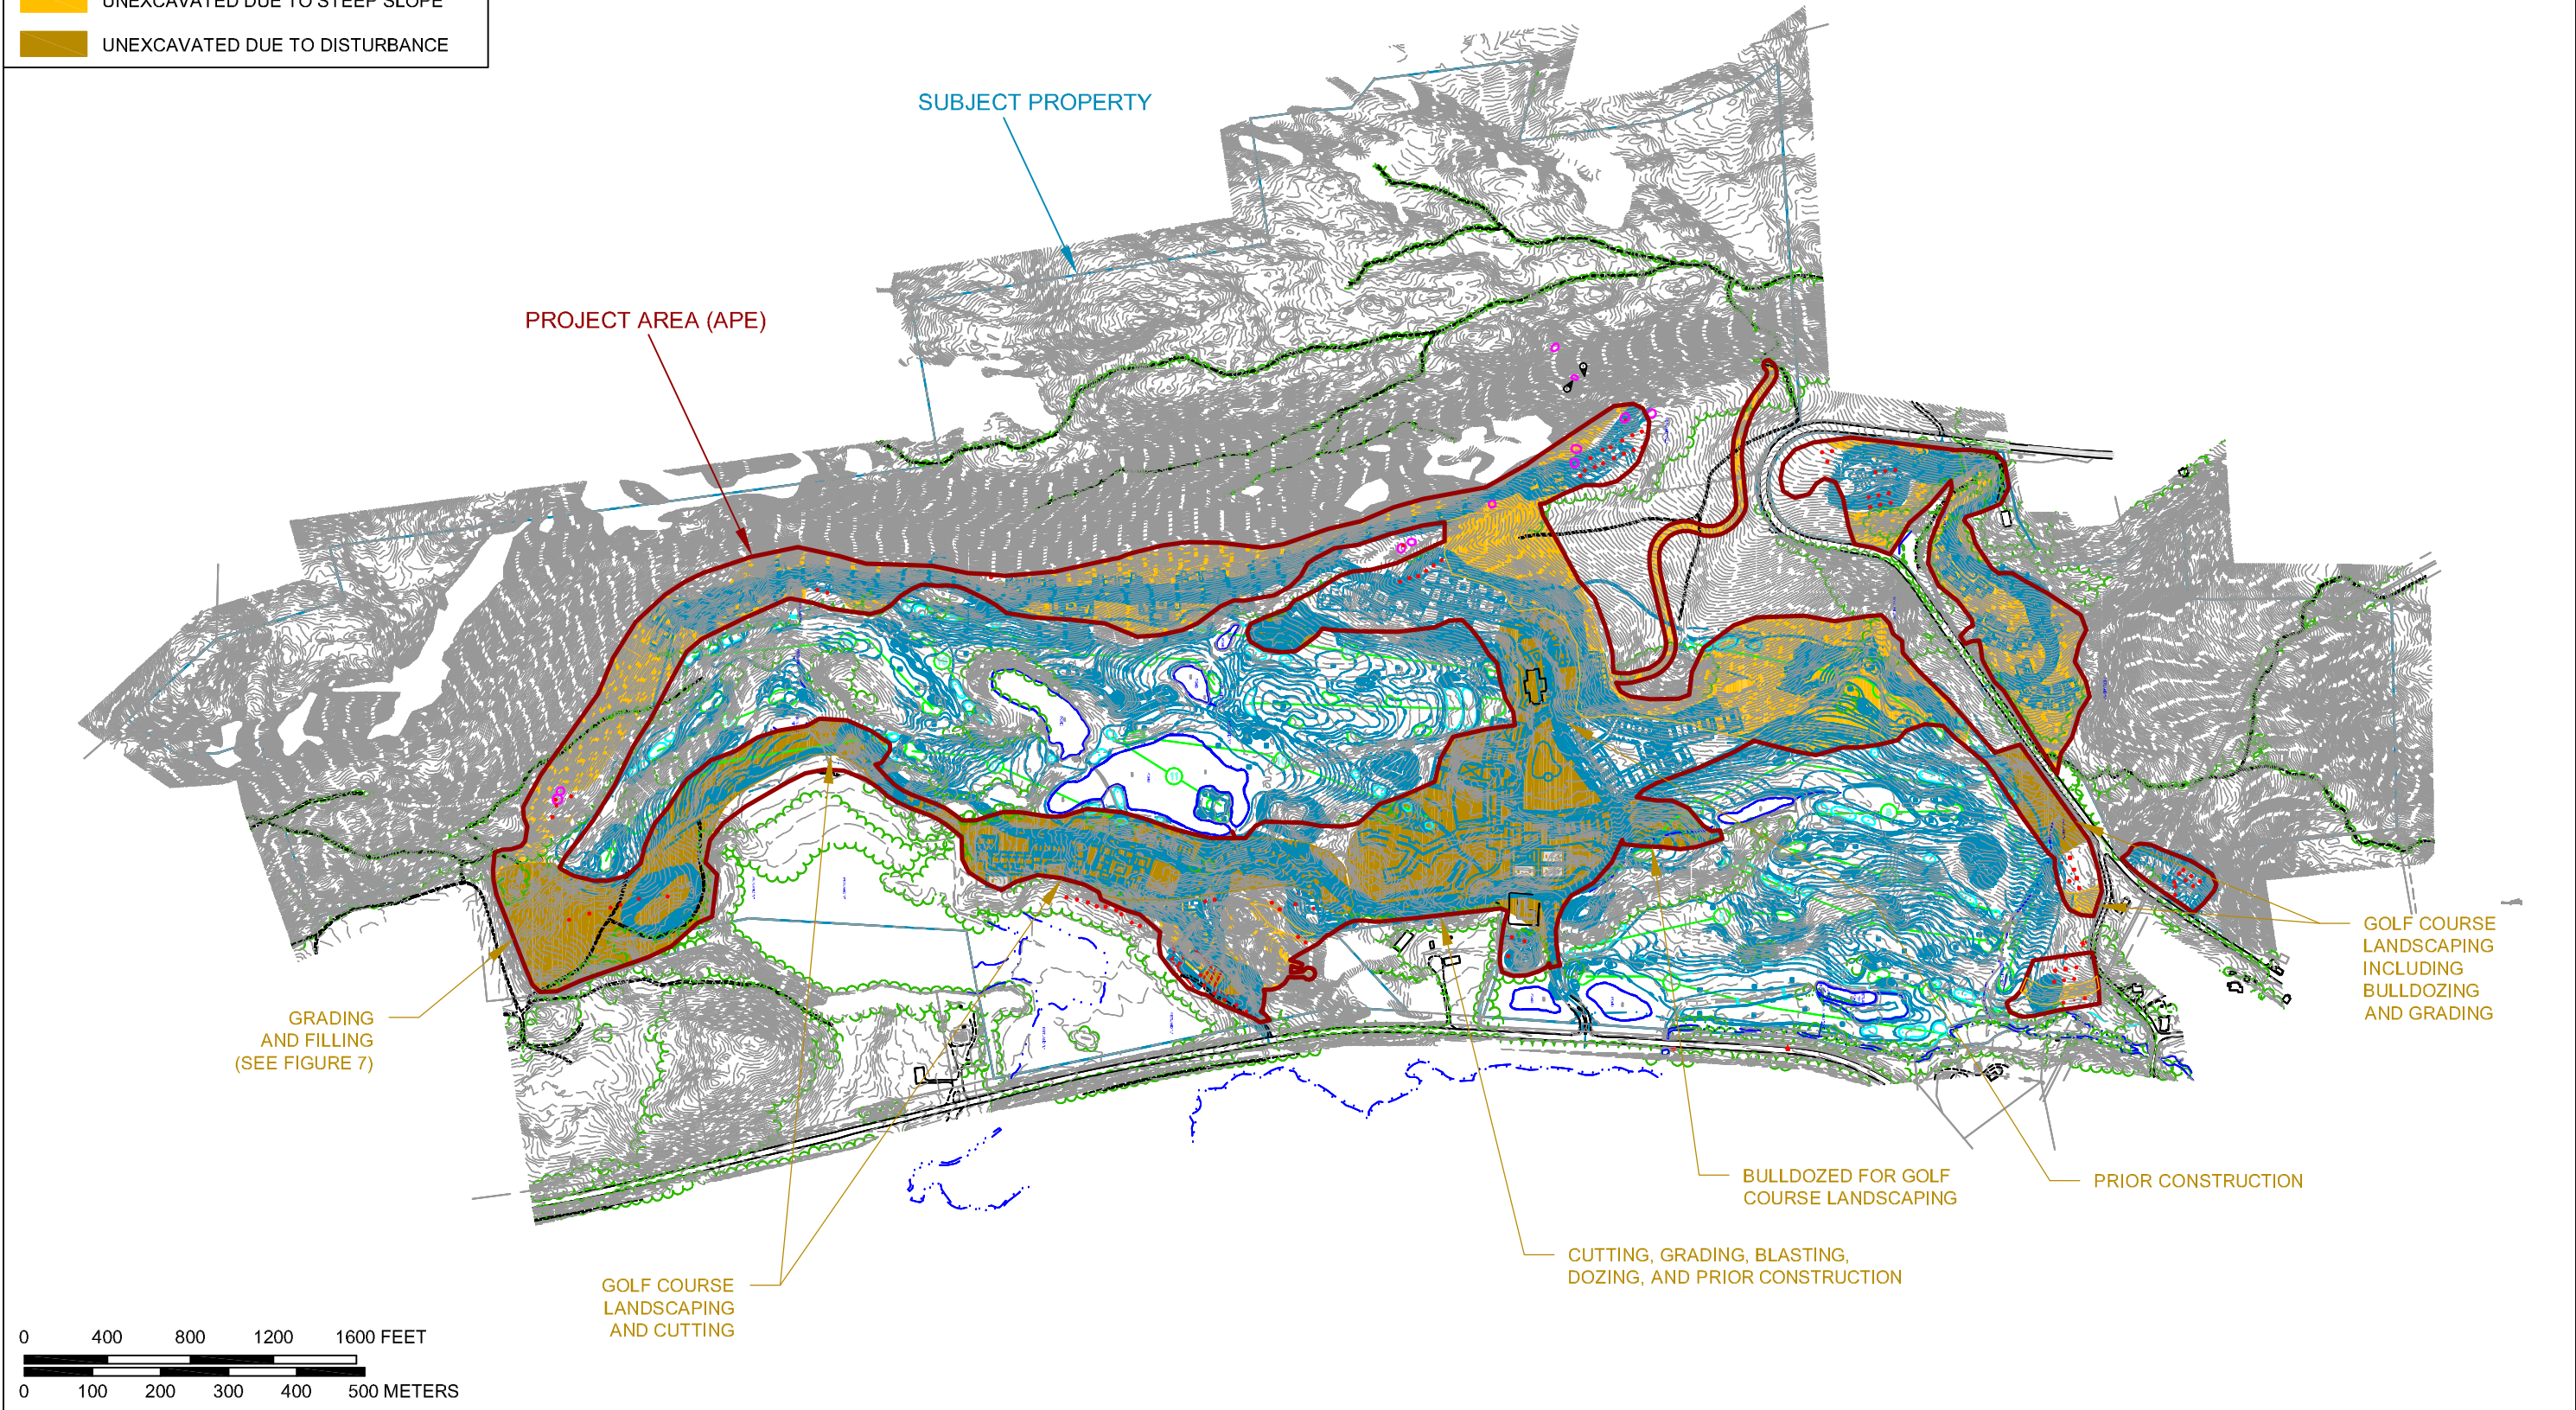 UNEXCAVATED DUE TO STEEP SLOPE
UNEXCAVATED DUE TO DISTURBANCE
SUBJECT PROPERTY
PROJECT AREA (APE)
GRADING
AND FILLING
(SEE FIGURE 7)
GOLF COURSE
LANDSCAPING
INCLUDING
BULLDOZING
AND GRADING
BULLDOZED FOR GOLF
COURSE LANDSCAPING
PRIOR CONSTRUCTION
CUTTING, GRADING, BLASTING,
DOZING, AND PRIOR CONSTRUCTION
GOLF COURSE
LANDSCAPING
AND CUTTING
0 400 800 1200 1600 FEET
0 100 200 300 400 500 METERS